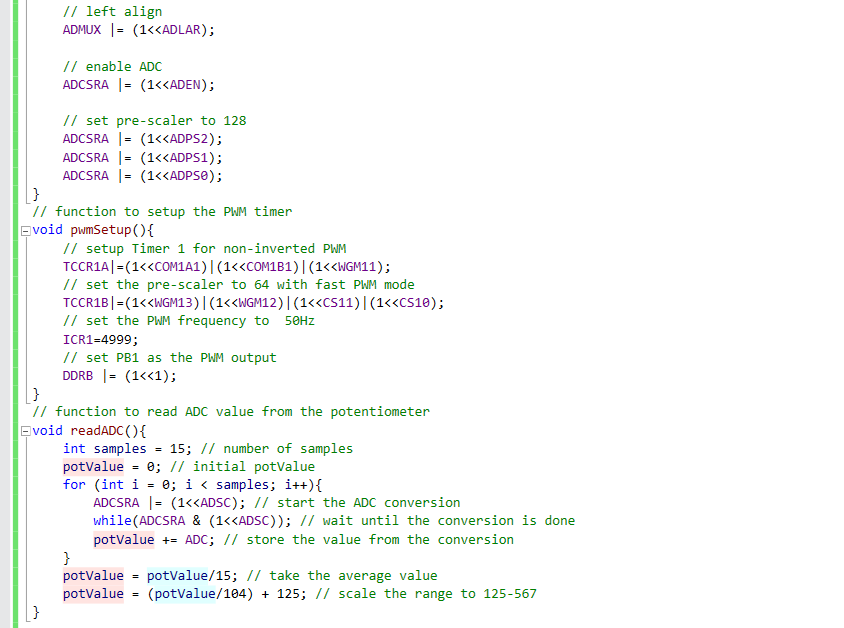 // left align
ADMUX |= (1<<ADLAR);
// enable ADC
ADCSRA |= (1<<ADEN);
// set pre-scaler to 128
ADCSRA |= (1<<ADPS2);
ADCSRA |= (1<<ADPS1);
ADCSRA |= (1<<ADPS0);
}
// function to setup the PWM timer
void pwmSetup(){
// setup Timer 1 for non-inverted PWM
TCCR1A|=(1<<COM1A1)|(1<<COM1B1)|(1<<WGM11);
// set the pre-scaler to 64 with fast PWM mode
TCCR1B|=(1<<WGM13)|(1<<WGM12)|(1<<CS11)|(1<<CS10);
// set the PWM frequency to  50Hz
ICR1=4999;
// set PB1 as the PWM output
DDRB |= (1<<1);
}
// function to read ADC value from the potentiometer
void readADC(){
int samples = 15; // number of samples
potValue = 0; // initial potValue
for (int i = 0; i < samples; i++){
ADCSRA |= (1<<ADSC); // start the ADC conversion
while(ADCSRA & (1<<ADSC)); // wait until the conversion is done
potValue += ADC; // store the value from the conversion
}
potValue = potValue/15; // take the average value
potValue = (potValue/104) + 125; // scale the range to 125-567
}